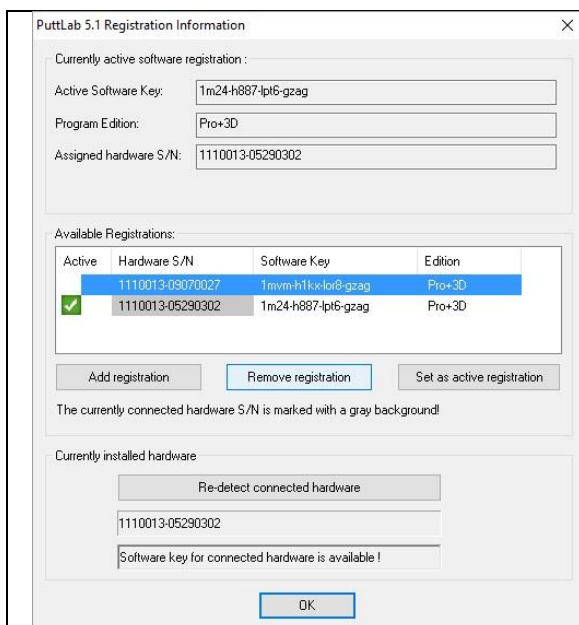 PuttLab 5.1 Registration Information
Currently active software registration :
Active Software Key: 1m24-h887-lpt6-gzag
Program Edition: Pro+3D
Assigned hardware S/N: 1110013-05290302
Available Registrations:
Active Hardware S/N Software Key Edition
1110013-09070027 1mvm-h1kx-lor8-gzag Pro+3D
1110013-05290302 1m24-h887-lpt6-gzag Pro+3D
Add registration Remove registration Set as active registration
The currently connected hardware S/N is marked with a gray background!
Currently installed hardware
Re-detect connected hardware
1110013-05290302
Software key for connected hardware is available !
OK